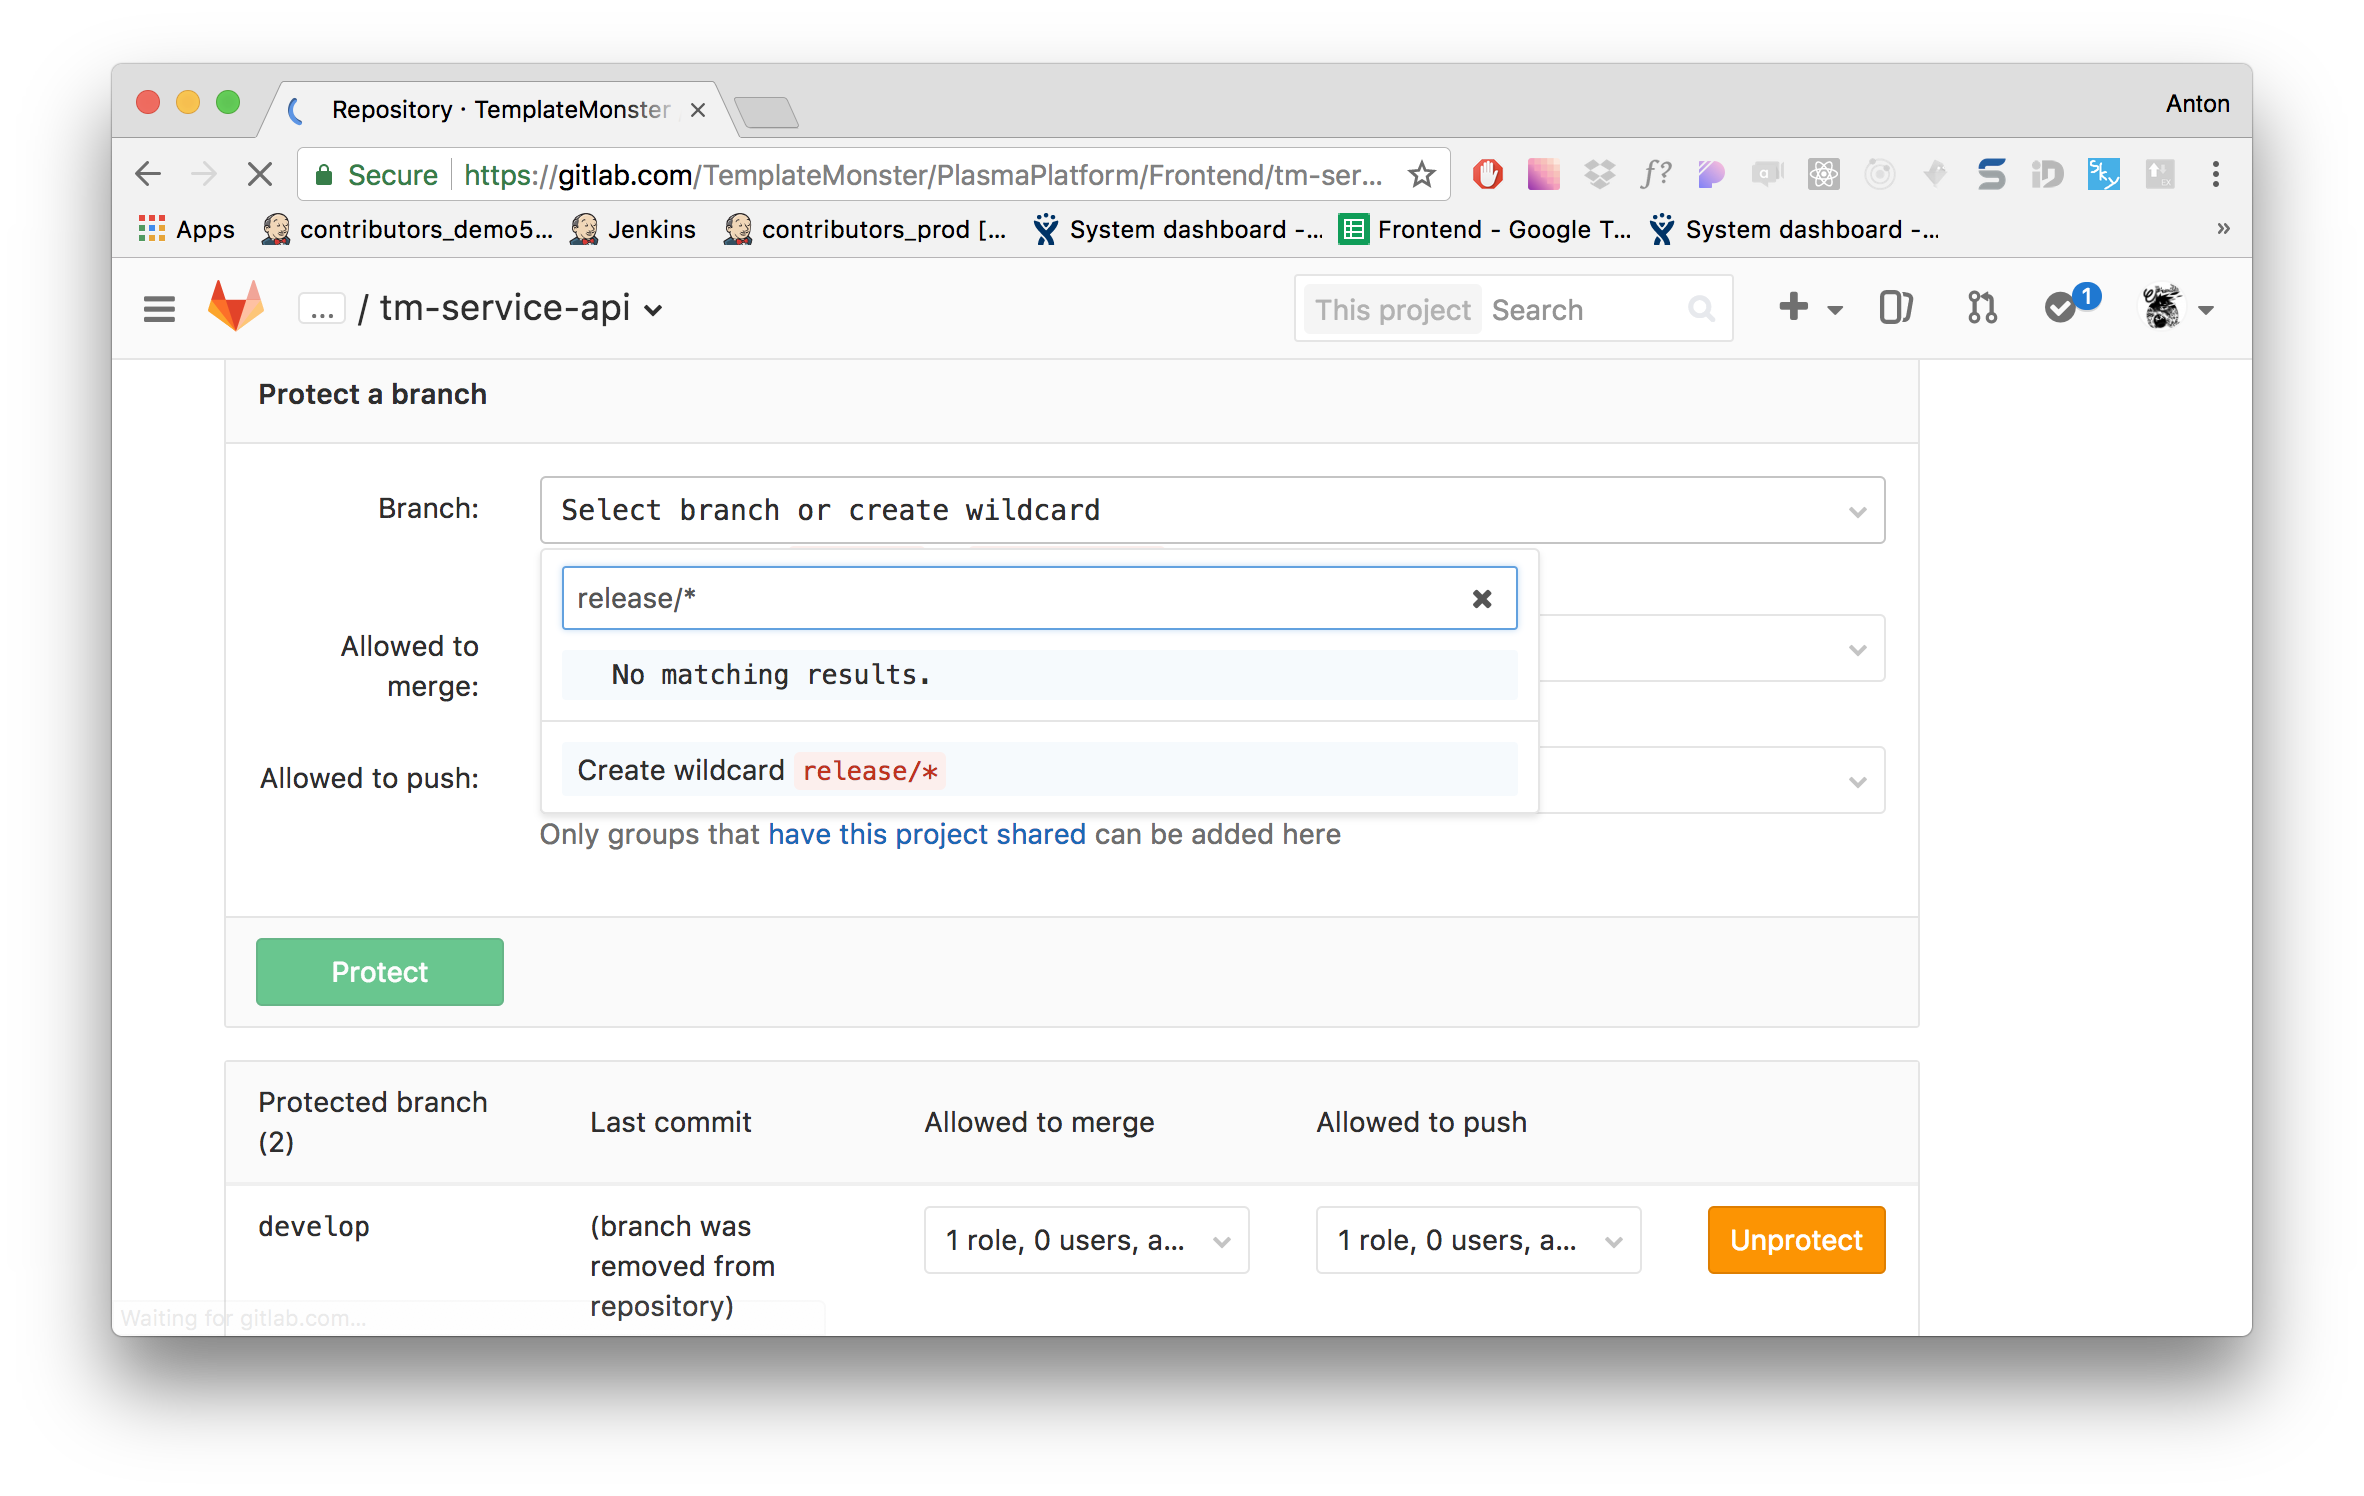 Repository · TemplateMonster
Anton
Secure https://gitlab.com/TemplateMonster/PlasmaPlatform/Frontend/tm-ser...
f?
a
Sky
EX
Apps contributors_demo5... Jenkins contributors_prod [... System dashboard -... Frontend - Google T... System dashboard -... »
... / tm-service-api
This project Search
1
Protect a branch
Branch: Select branch or create wildcard
release/*
Allowed to
merge:
No matching results.
Create wildcard release/*
Allowed to push:
Only groups that have this project shared can be added here
Protect
Protected branch
(2)
Last commit
Allowed to merge
Allowed to push
develop
(branch was
removed from
repository)
1 role, 0 users, a...
1 role, 0 users, a...
Unprotect
Waiting for gitlab.com...